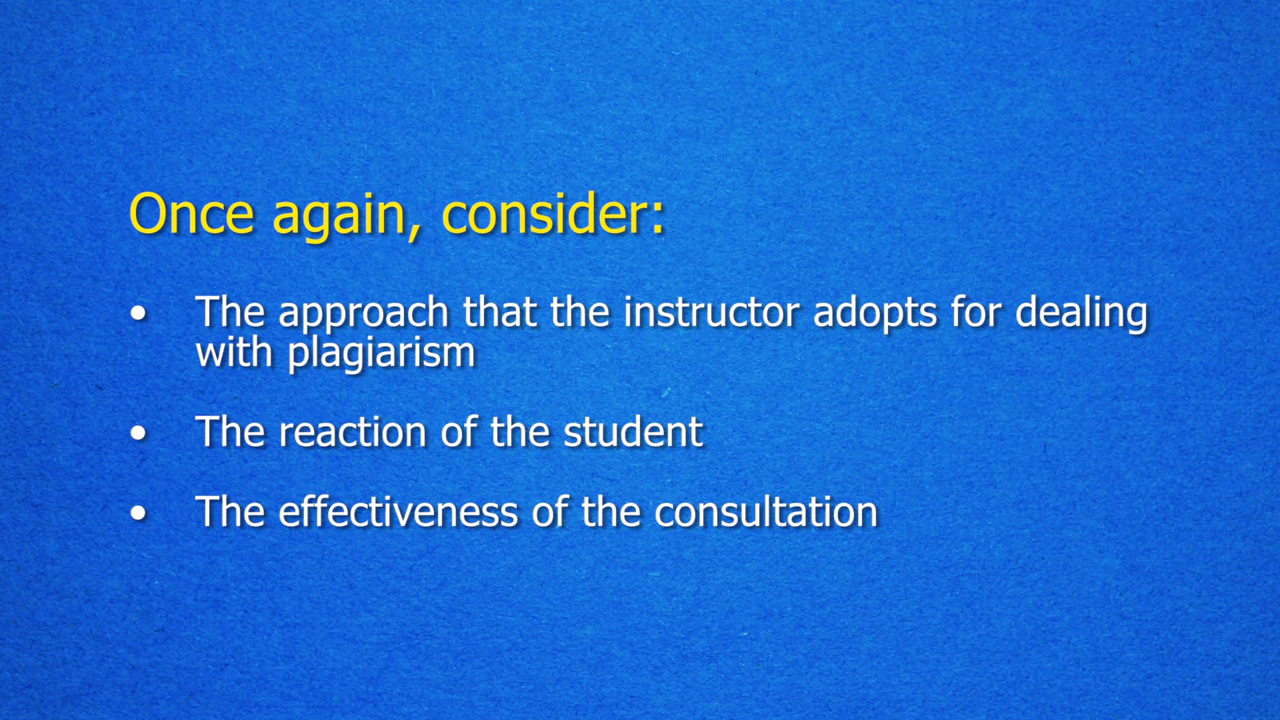 Once again, consider:
• The approach that the instructor adopts for dealing
with plagiarism
• The reaction of the student
• The effectiveness of the consultation